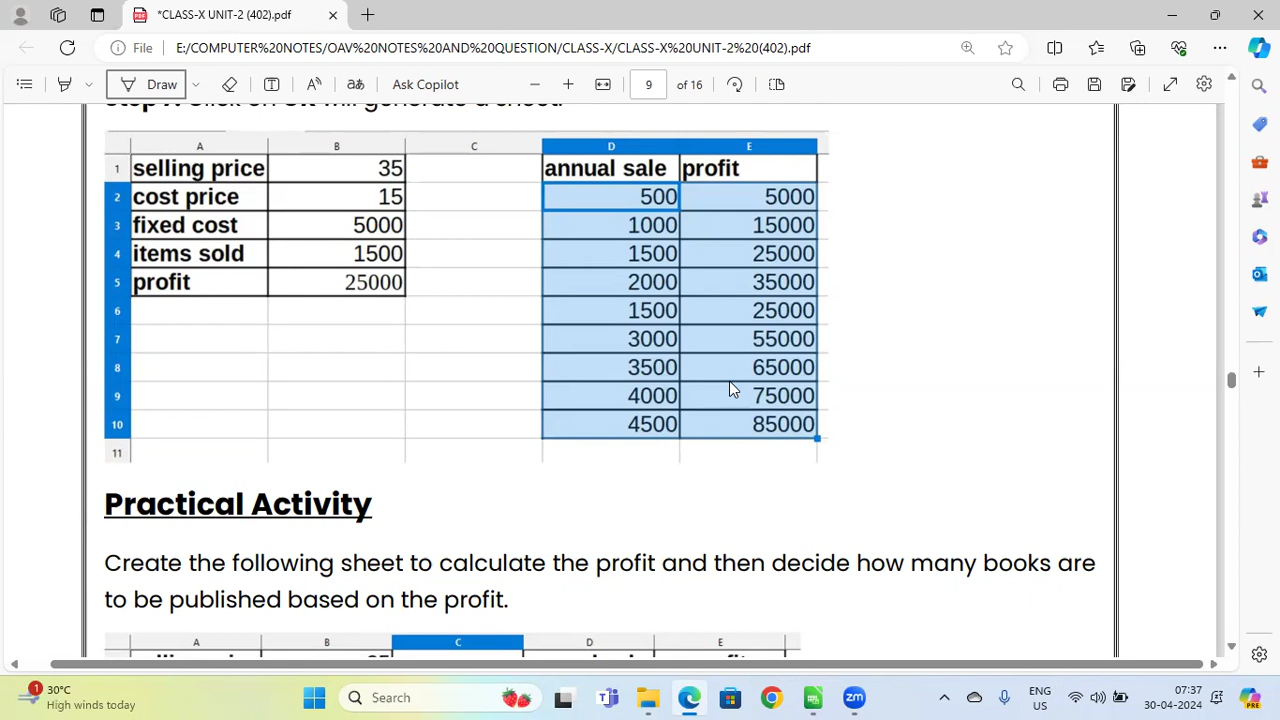 *CLASS-X UNIT-2 (402).pdf
File E:/COMPUTER%20NOTES/OAV%20NOTES%20AND%20QUESTION/CLASS-X/CLASS-X%20UNIT-2%20(402).pdf
Draw Ask Copilot 9 of 16
A B C D E
1 selling price 35 annual sale profit
2 cost price 15 500 5000
3 fixed cost 5000 1000 15000
4 items sold 1500 1500 25000
5 profit 25000 2000 35000
6 1500 25000
7 3000 55000
8 3500 65000
9 4000 75000
10 4500 85000
11
Practical Activity
Create the following sheet to calculate the profit and then decide how many books are
to be published based on the profit.
A B C D E
1 30°C
High winds today
Search
ENG
US
07:37
30-04-2024